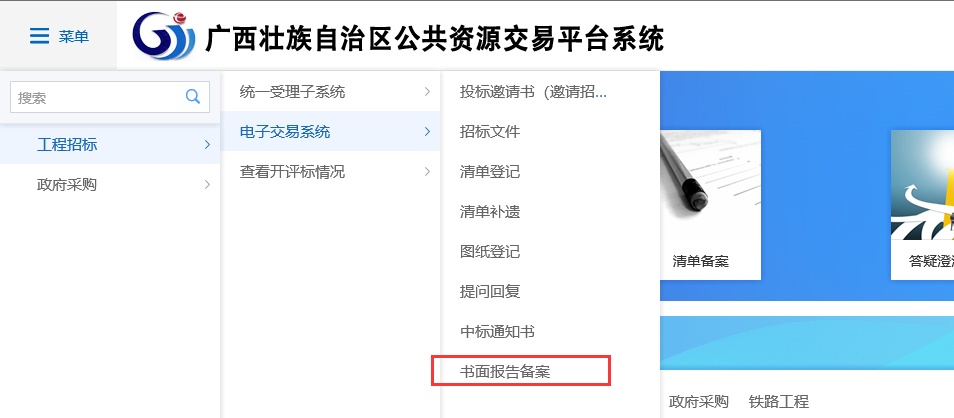 菜单
广西壮族自治区公共资源交易平台系统
搜索
工程招标
政府采购
统一受理子系统
电子交易系统
查看开评标情况
投标邀请书（邀请招...
招标文件
清单登记
清单补遗
图纸登记
提问回复
中标通知书
书面报告备案
清单备案
答疑澄
政府采购
铁路工程